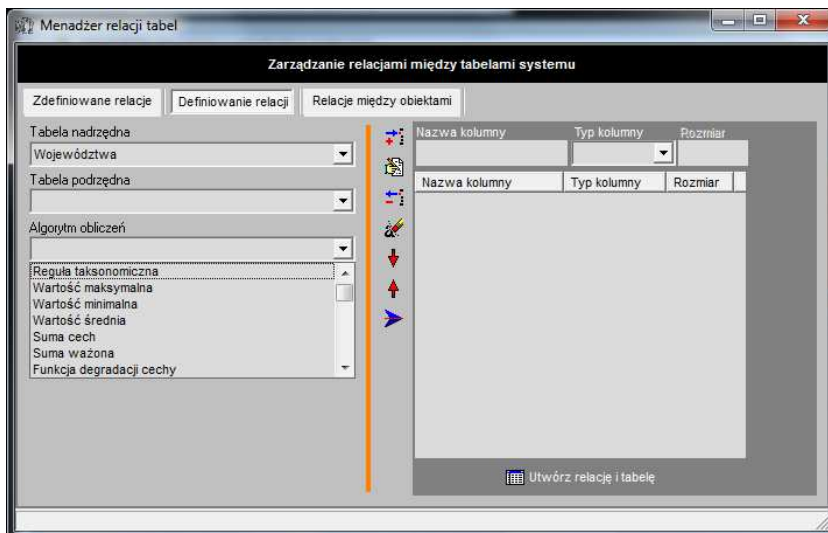 Menadżer relacji tabel
Zarządzanie relacjami między tabelami systemu
Zdefiniowane relacje Definiowanie relacji Relacje między obiektami
Tabela nadrzędna
Województwa
Tabela podrzędna
Algorytm obliczeń
Reguła taksonomiczna
Wartość maksymalna
Wartość minimalna
Wartość średnia
Suma cech
Suma ważona
Funkcja degradacji cechy
Nazwa kolumny Typ kolumny Rozmiar
Nazwa kolumny Typ kolumny Rozmiar
Utwórz relację i tabelę